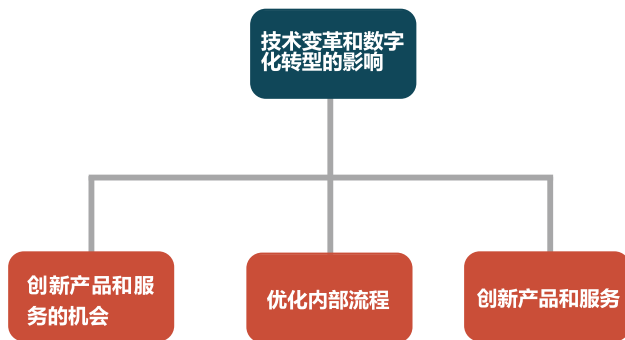 技术变革和数字
化转型的影响
创新产品和服
务的机会
优化内部流程
创新产品和服务